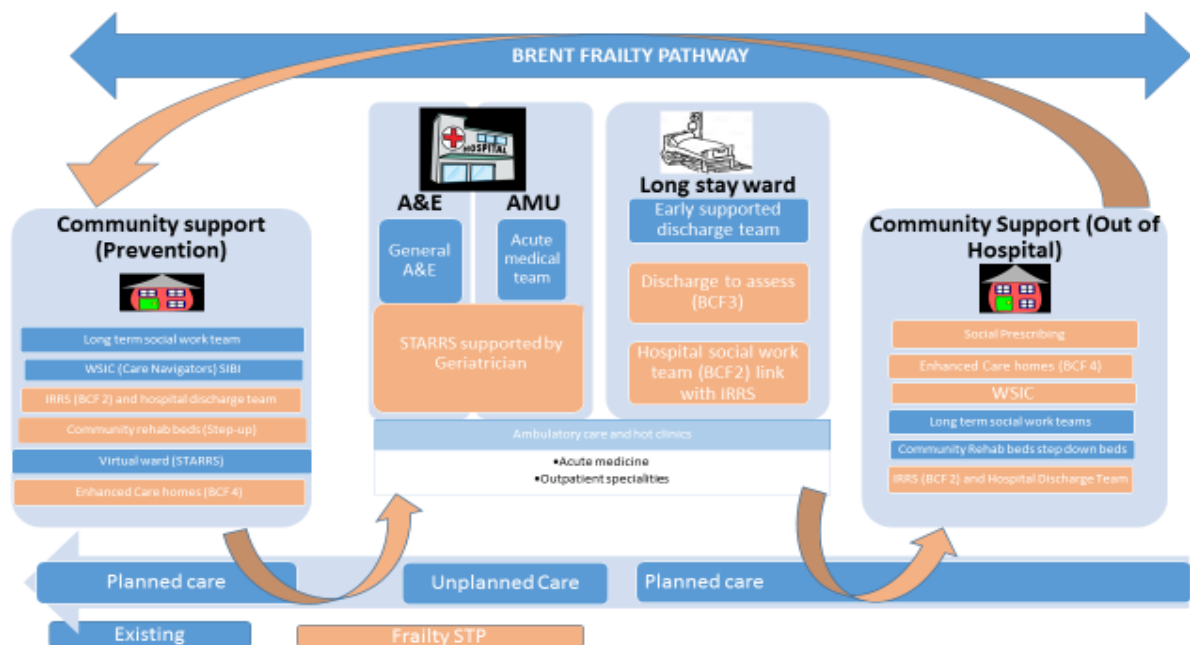 BRENT FRAILTY PATHWAY
Community support
(Prevention)
Long term social work team
WSIC (Care Navigators) SIBI
IRRS (BCF 2) and hospital discharge team
Community rehab beds (Step-up)
Virtual ward (STARRS)
Enhanced Care homes (BCF 4)
HOSPITAL
A&E
AMU
General
A&E
Acute
medical
team
STARRS supported by
Geriatrician
Long stay ward
Early supported
discharge team
Discharge to assess
(BCF3)
Hospital social work
team (BCF2) link
with IRRS
Ambulatory care and hot clinics
•Acute medicine
•Outpatient specialities
Community Support (Out of
Hospital)
Social Prescribing
Enhanced Care homes (BCF 4)
WSIC
Long term social work teams
Community Rehab beds step down beds
IRRS (BCF 2) and Hospital Discharge Team
Planned care
Unplanned Care
Planned care
Existing
Frailty STP